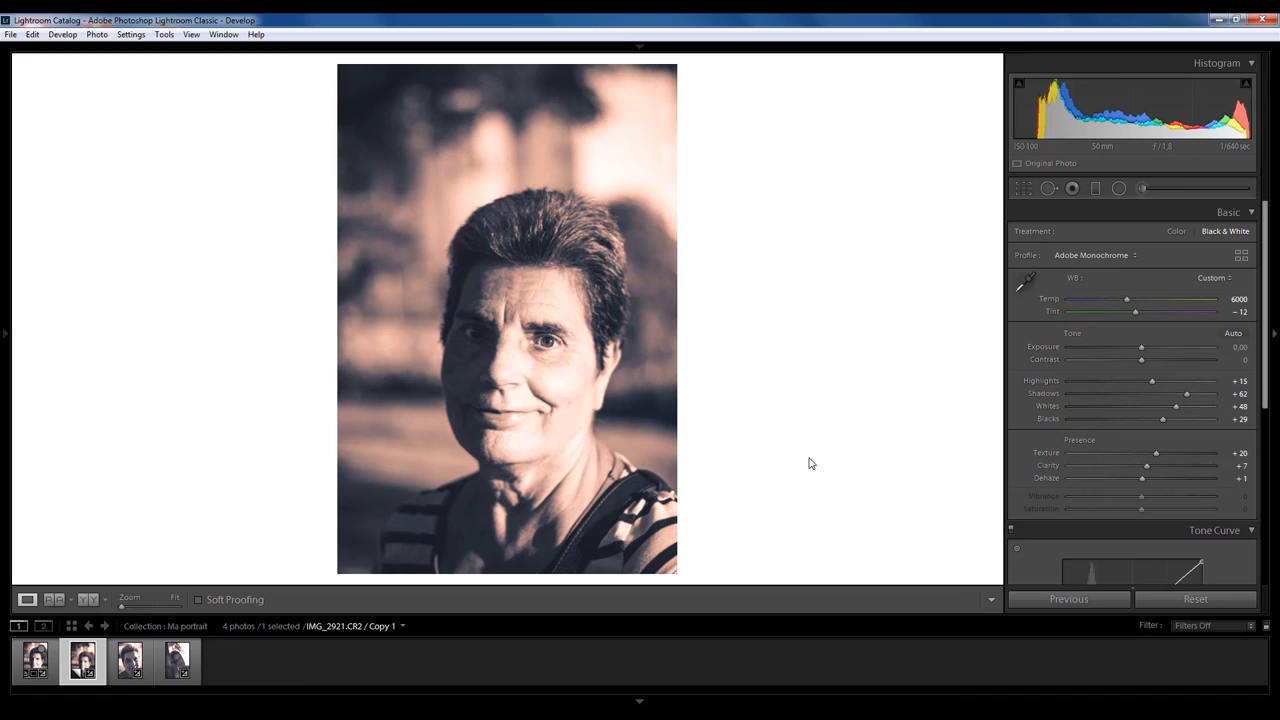 Lightroom Catalog - Adobe Photoshop Lightroom Classic - Develop
File Edit Develop Photo Settings Tools View Window Help
Histogram
ISO 100 50 mm ƒ / 1,8 1/640 sec
Original Photo
Basic
Treatment : Color Black & White
Profile : Adobe Monochrome
WB : Custom
Temp 6000
Tint – 12
Tone Auto
Exposure 0,00
Contrast 0
Highlights + 15
Shadows + 62
Whites + 48
Blacks + 29
Presence
Texture + 20
Clarity + 7
Dehaze + 1
Vibrance 0
Saturation 0
Tone Curve
Zoom Fit Soft Proofing
Previous Reset
1 2 Collection : Ma portrait 4 photos / 1 selected / IMG_2921.CR2 / Copy 1 Filter : Filters Off